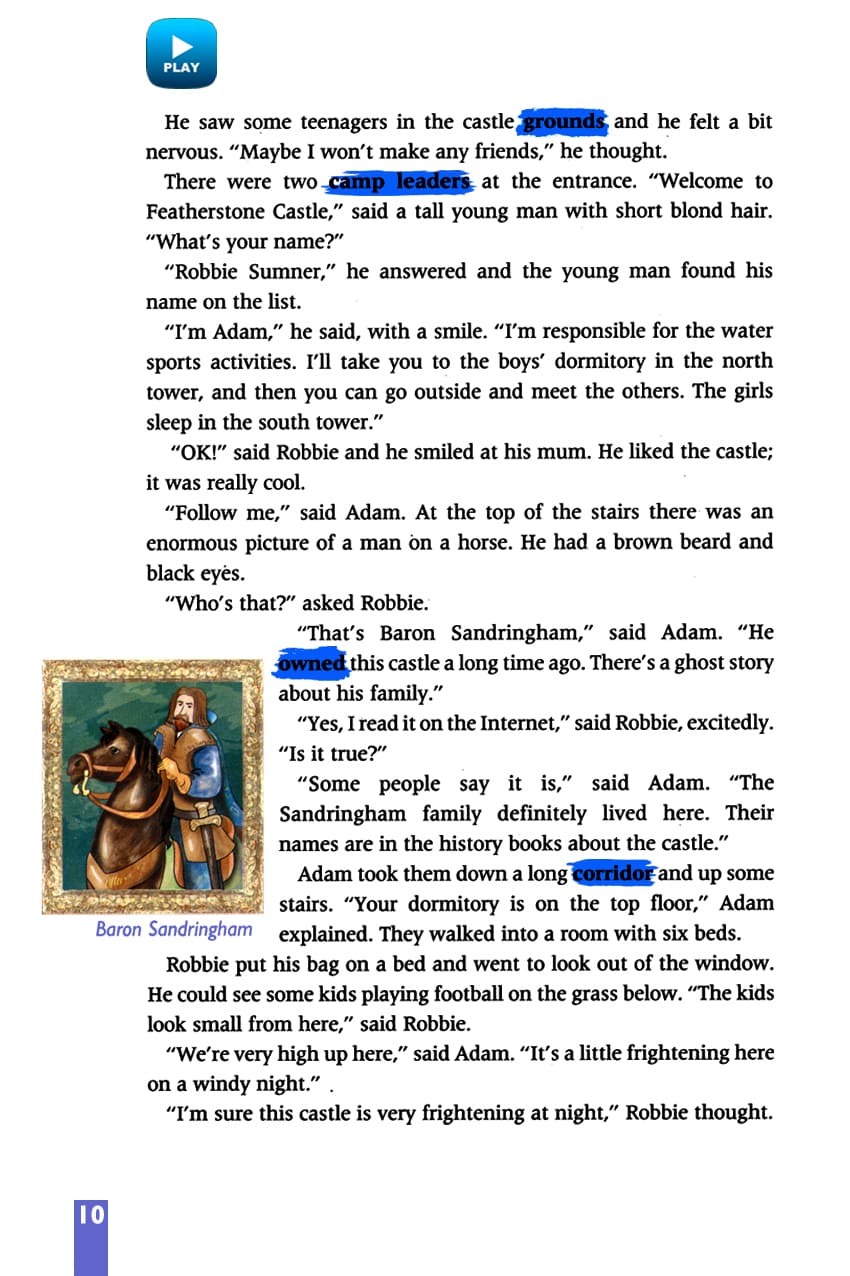 PLAY
He saw some teenagers in the castle grounds and he felt a bit
nervous. “Maybe I won’t make any friends,” he thought.
There were two camp leaders at the entrance. “Welcome to
Featherstone Castle,” said a tall young man with short blond hair.
“What’s your name?”
“Robbie Sumner,” he answered and the young man found his
name on the list.
“I’m Adam,” he said, with a smile. “I’m responsible for the water
sports activities. I’ll take you to the boys’ dormitory in the north
tower, and then you can go outside and meet the others. The girls
sleep in the south tower.”
“OK!” said Robbie and he smiled at his mum. He liked the castle;
it was really cool.
“Follow me,” said Adam. At the top of the stairs there was an
enormous picture of a man on a horse. He had a brown beard and
black eyes.
“Who’s that?” asked Robbie.
“That’s Baron Sandringham,” said Adam. “He
owned this castle a long time ago. There’s a ghost story
about his family.”
“Yes, I read it on the Internet,” said Robbie, excitedly.
“Is it true?”
“Some people say it is,” said Adam. “The
Sandringham family definitely lived here. Their
names are in the history books about the castle.”
Adam took them down a long corridor and up some
stairs. “Your dormitory is on the top floor,” Adam
explained. They walked into a room with six beds.
Baron Sandringham
Robbie put his bag on a bed and went to look out of the window.
He could see some kids playing football on the grass below. “The kids
look small from here,” said Robbie.
“We’re very high up here,” said Adam. “It’s a little frightening here
on a windy night.”
“I’m sure this castle is very frightening at night,” Robbie thought.
10